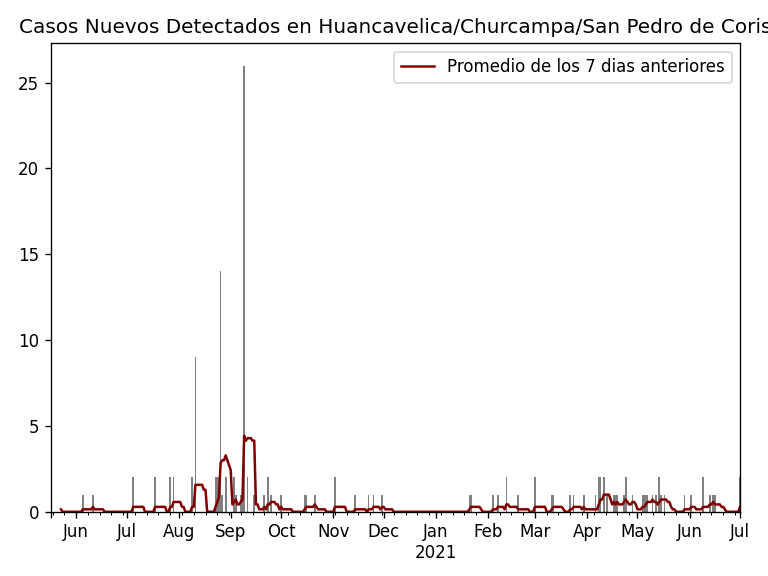 Casos Nuevos Detectados en Huancavelica/Churcampa/San Pedro de Coris
Promedio de los 7 dias anteriores
25
20
15
10
5
0
Jun Jul Aug Sep Oct Nov Dec Jan Feb Mar Apr May Jun Jul
2021